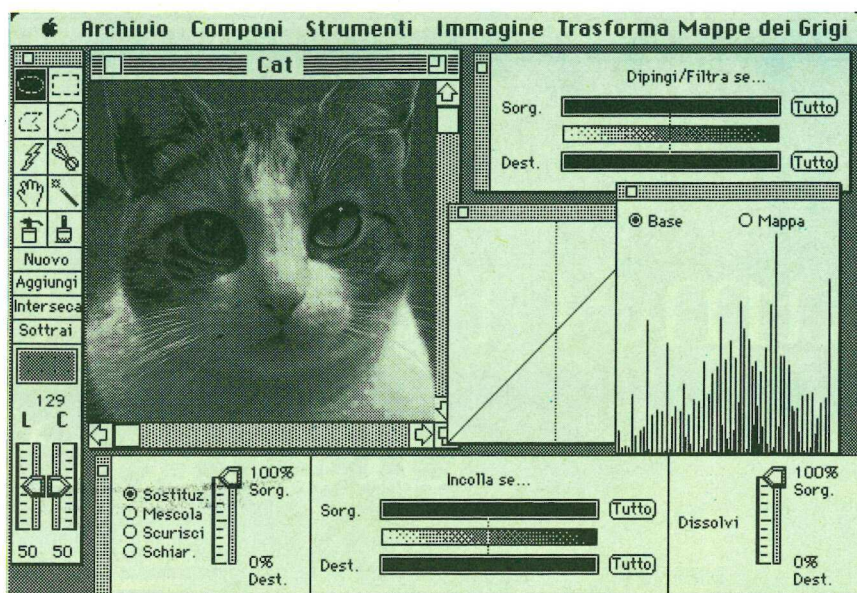 Archivio Componi Strumenti Immagine Trasforma Mappe dei Grigi
Cat
Nuovo
Aggiungi
Interseca
Sottrai
129
L C
50 50
Dipingi/Filtra se...
Sorg. Tutto
Dest. Tutto
Base Mappa
Sostituz.
Mescola
Scurisci
Schiar.
100%
Sorg.
0%
Dest.
Incolla se...
Sorg. Tutto
Dest. Tutto
Dissolvi
100%
Sorg.
0%
Dest.